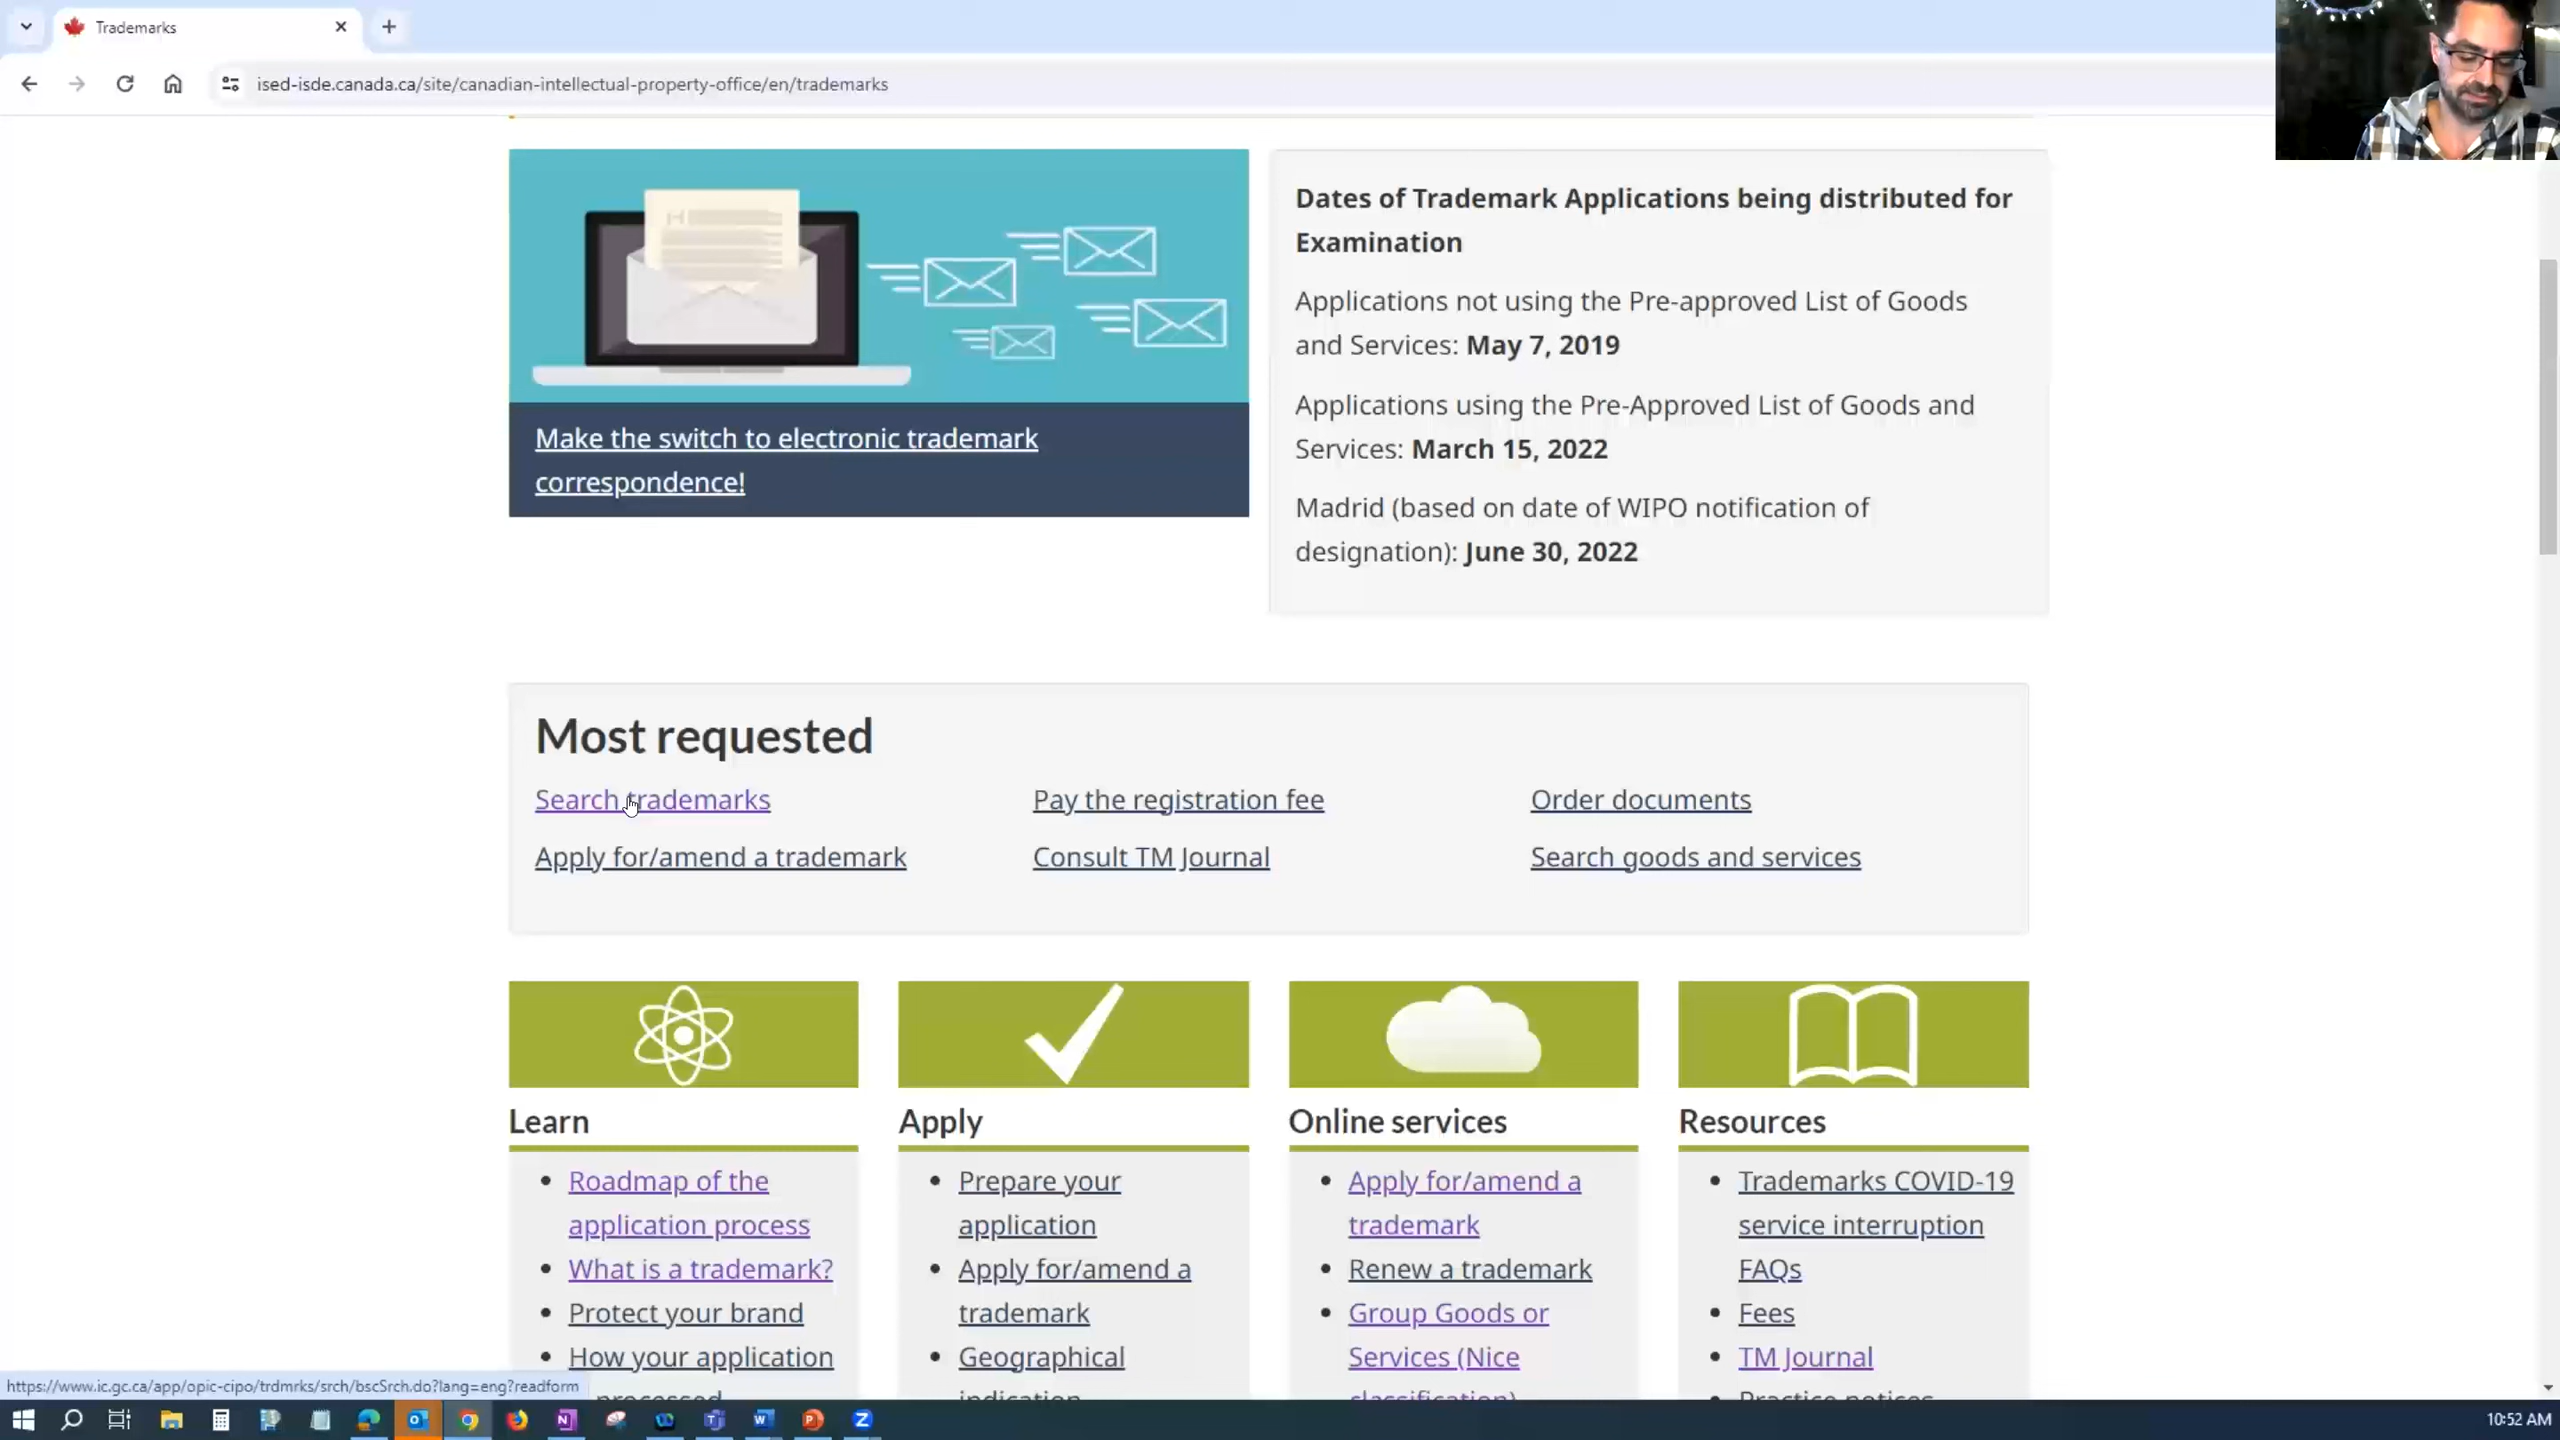 Trademarks
ised-isde.canada.ca/site/canadian-intellectual-property-office/en/trademarks
Make the switch to electronic trademark
correspondence!
Dates of Trademark Applications being distributed for
Examination
Applications not using the Pre-approved List of Goods
and Services: May 7, 2019
Applications using the Pre-Approved List of Goods and
Services: March 15, 2022
Madrid (based on date of WIPO notification of
designation): June 30, 2022
Most requested
Search trademarks
Pay the registration fee
Order documents
Apply for/amend a trademark
Consult TM Journal
Search goods and services
Learn
Roadmap of the
application process
What is a trademark?
Protect your brand
How your application
processed
Apply
Prepare your
application
Apply for/amend a
trademark
Geographical
indication
Online services
Apply for/amend a
trademark
Renew a trademark
Group Goods or
Services (Nice
classification)
Resources
Trademarks COVID-19
service interruption
FAQs
Fees
TM Journal
Practice notices
https://www.ic.gc.ca/app/opic-cipo/trdmrks/srch/bscSrch.do?lang=eng?readform
10:52 AM